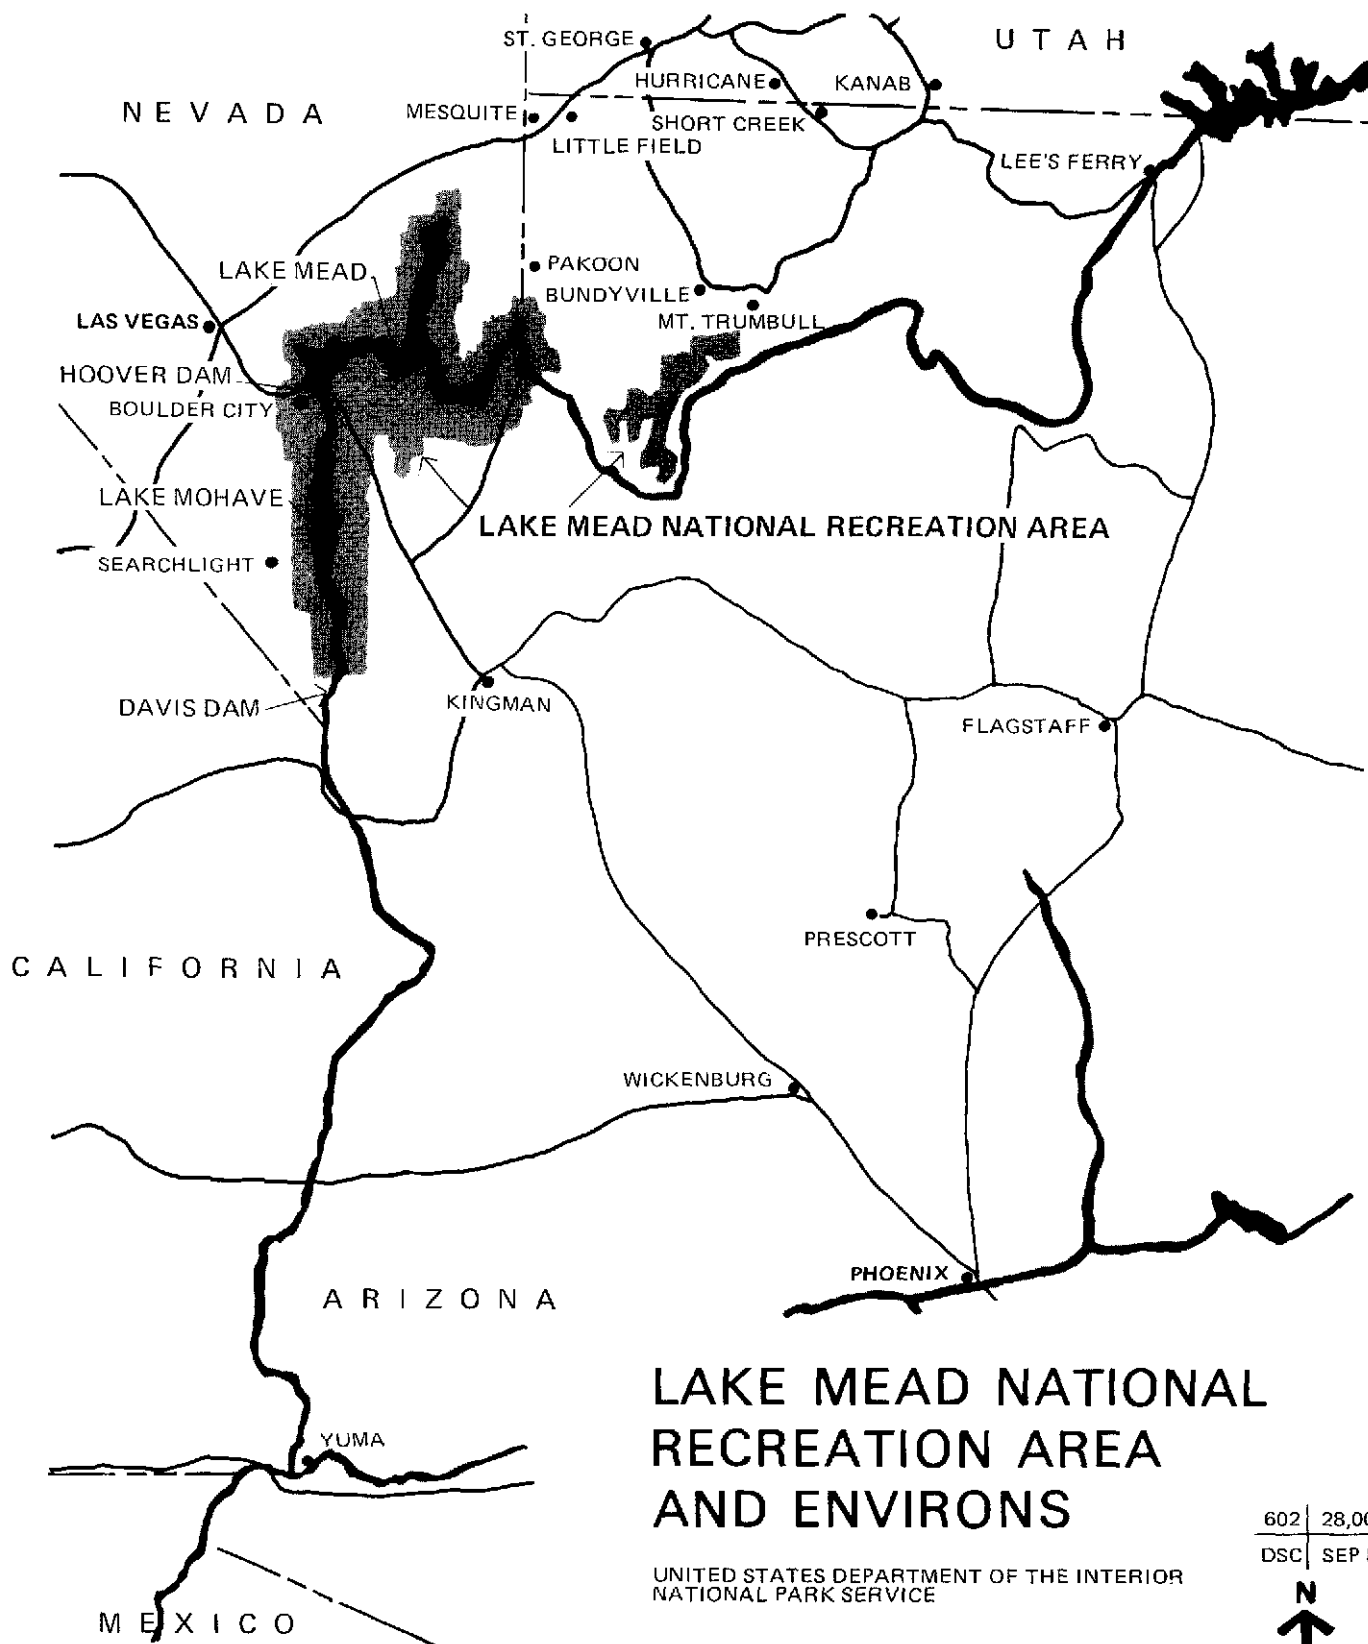 UTAH
ST. GEORGE
HURRICANE
KANAB
NEVADA
MESQUITE
SHORT CREEK
LITTLE FIELD
LEE'S FERRY
LAKE MEAD
PAKOON
BUNDYVILLE
LAS VEGAS
MT. TRUMBULL
HOOVER DAM
BOULDER CITY
LAKE MOHAVE
LAKE MEAD NATIONAL RECREATION AREA
SEARCHLIGHT
DAVIS DAM
KINGMAN
FLAGSTAFF
PRESCOTT
CALIFORNIA
WICKENBURG
PHOENIX
ARIZONA
LAKE MEAD NATIONAL
RECREATION AREA
AND ENVIRONS
YUMA
602 28,00
DSC SEP
UNITED STATES DEPARTMENT OF THE INTERIOR
NATIONAL PARK SERVICE
N
MEXICO